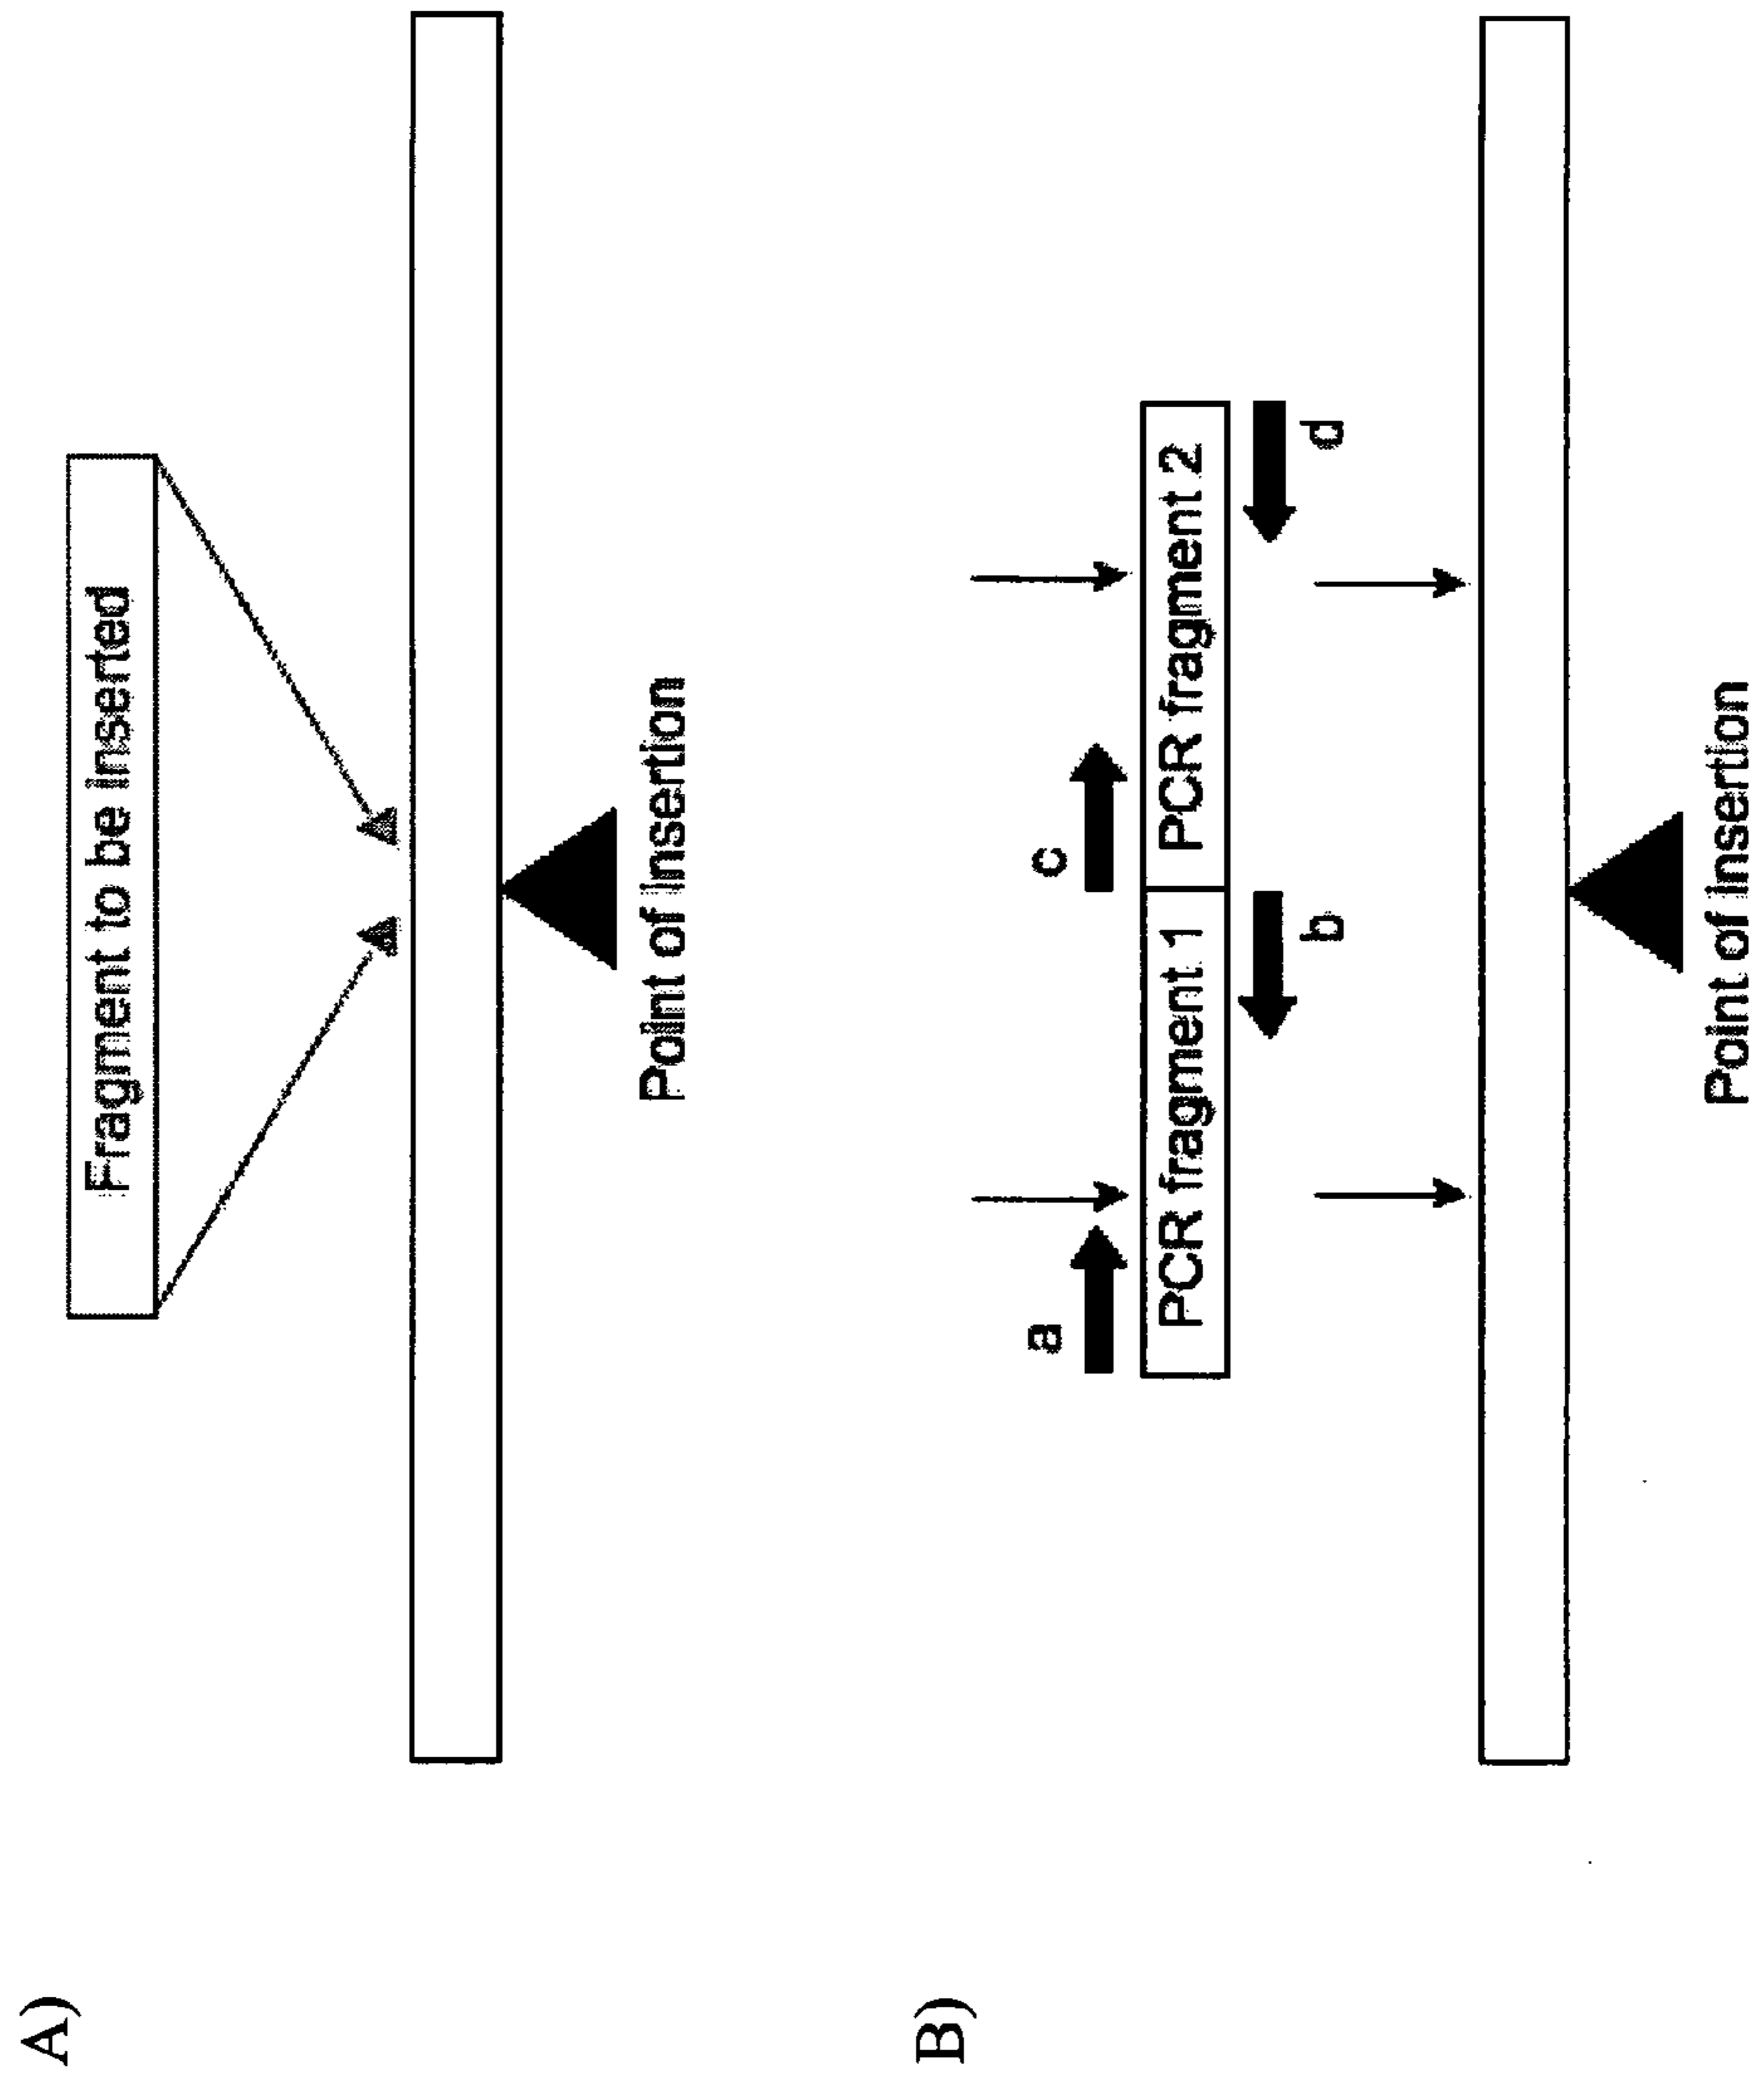 A)
Fragment to be inserted
Point of insertion
B)
a
c
PCR fragment 1
PCR fragment 2
b
d
Point of insertion